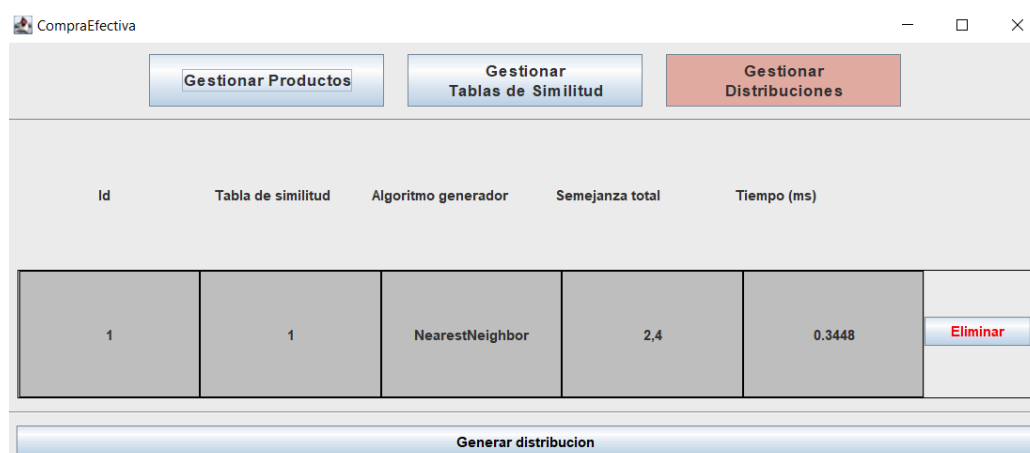 CompraEfectiva
Gestionar Productos
Gestionar
Tablas de Similitud
Gestionar
Distribuciones
Id Tabla de similitud Algoritmo generador Semejanza total Tiempo (ms)
1 1 NearestNeighbor 2,4 0.3448 Eliminar
Generar distribucion